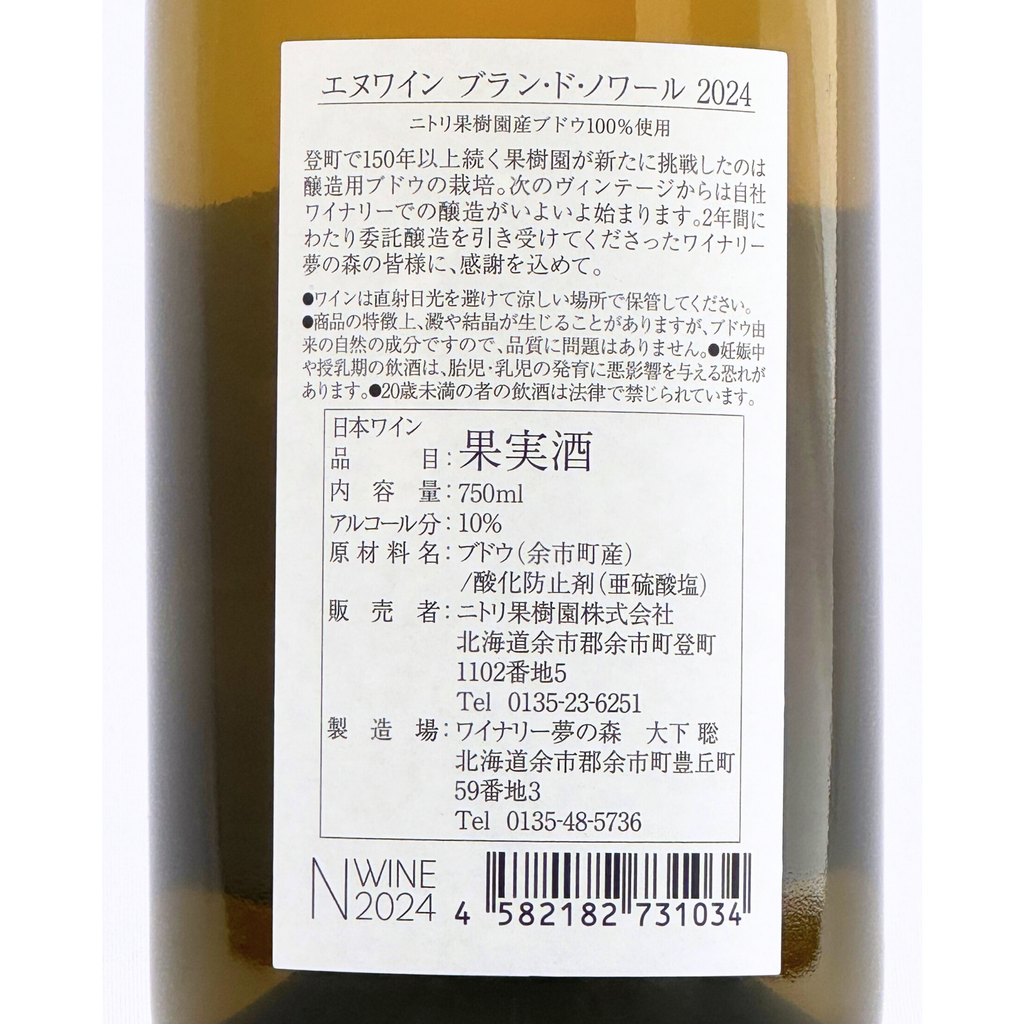 エヌワイン ブラン・ド・ノワール 2024
ニトリ果樹園産ブドウ100%使用
登町で150年以上続く果樹園が新たに挑戦したのは
醸造用ブドウの栽培。次のヴィンテージからは自社
ワイナリーでの醸造がいよいよ始まります。2年間に
わたり委託醸造を引き受けてくださったワイナリー
夢の森の皆様に、感謝を込めて。
●ワインは直射日光を避けて涼しい場所で保管してください。
●商品の特徴上、澱や結晶が生じることがありますが、ブドウ由
来の自然の成分ですので、品質に問題はありません。●妊娠中
や授乳期の飲酒は、胎児・乳児の発育に悪影響を与える恐れが
あります。●20歳未満の者の飲酒は法律で禁じられています。
日本ワイン
品目:果実酒
内容量:750ml
アルコール分:10%
原材料名:ブドウ(余市町産)
/酸化防止剤(亜硫酸塩)
販売者:ニトリ果樹園株式会社
北海道余市郡余市町登町
1102番地5
Tel 0135-23-6251
製造場:ワイナリー夢の森 大下 聡
北海道余市郡余市町豊丘町
59番地3
Tel 0135-48-5736
N WINE
2024
4 582182 731034